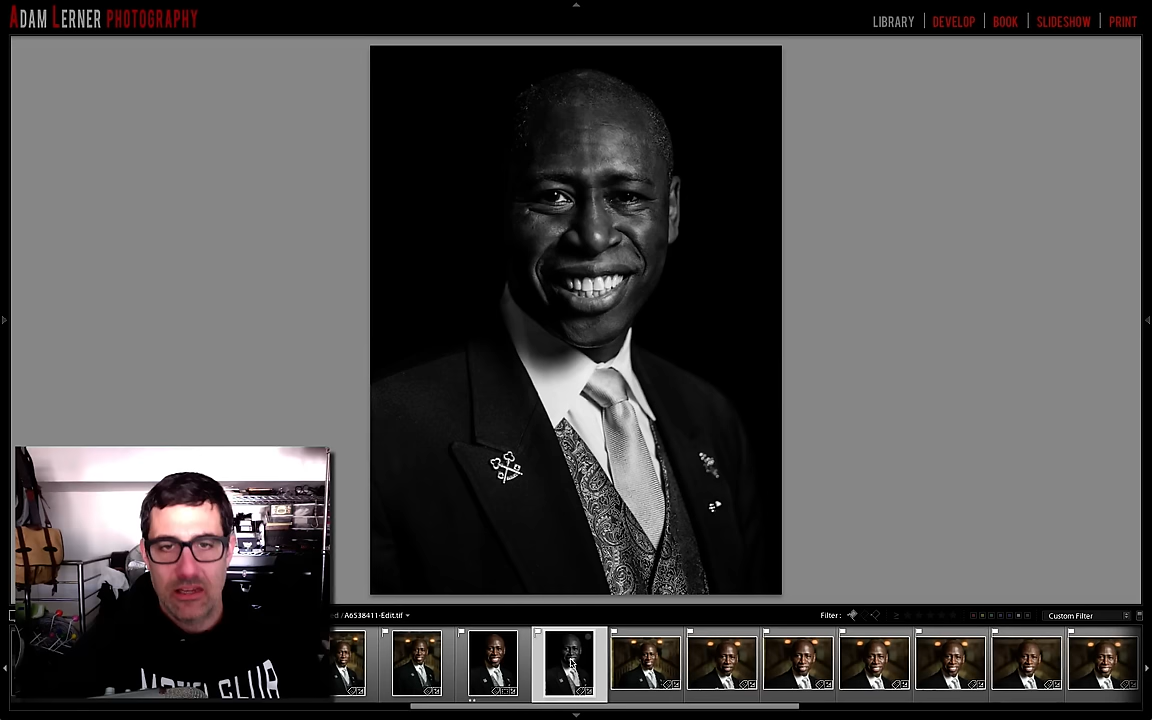 ADAM LERNER PHOTOGRAPHY
LIBRARY | DEVELOP | BOOK | SLIDESHOW | PRINT
/A6538411-Edit.tif
Filter:
Custom Filter